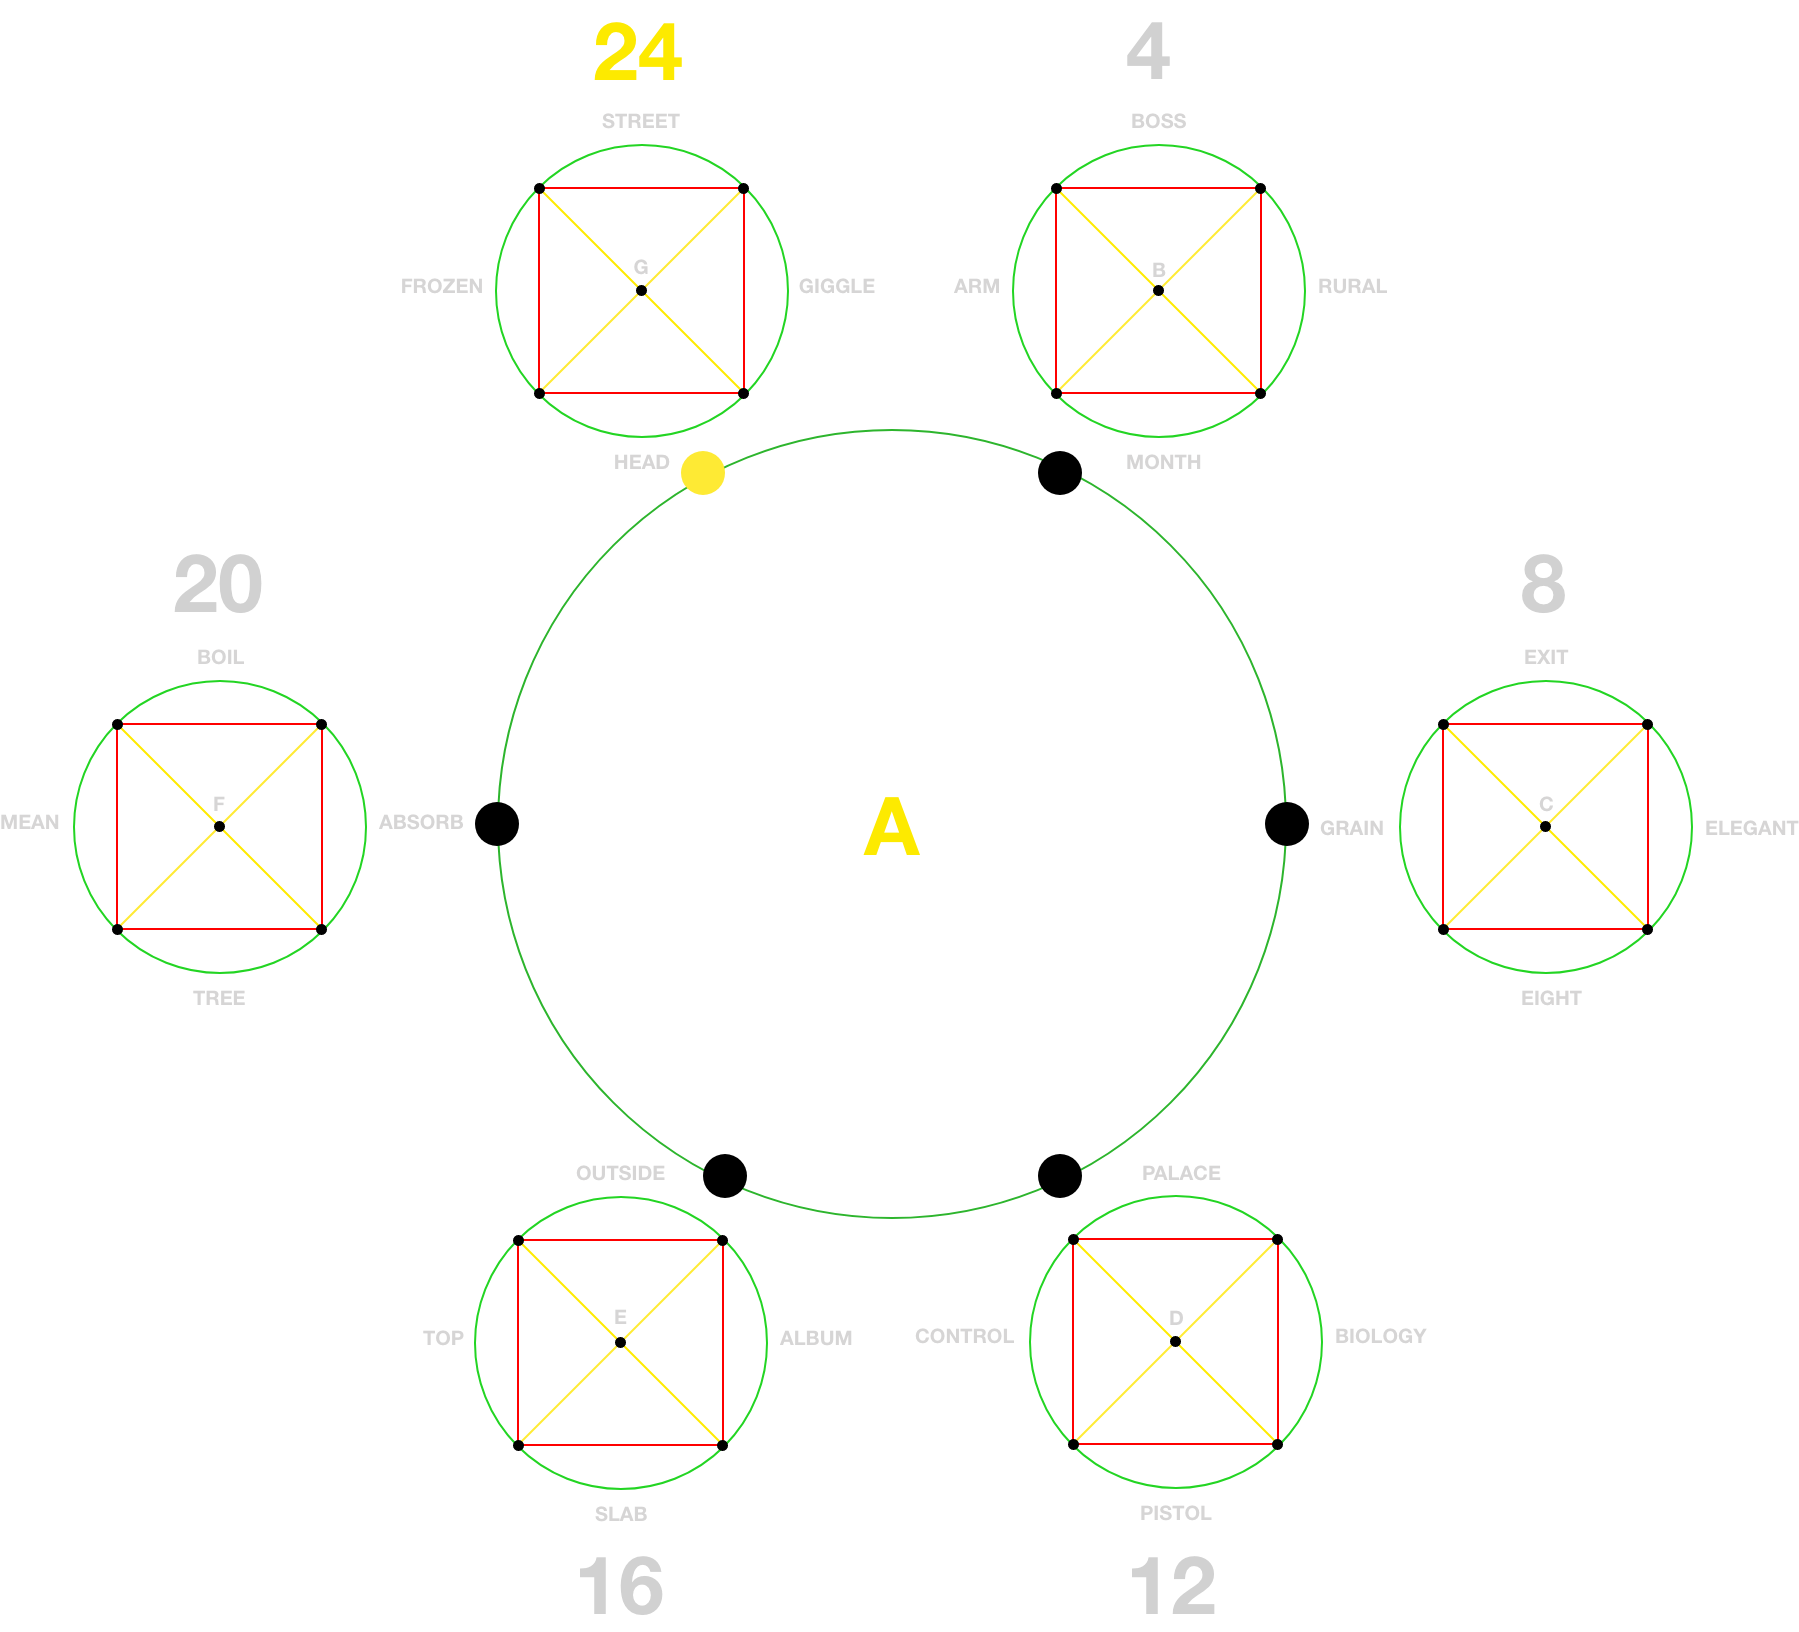 24
4
STREET
BOSS
G
B
FROZEN
GIGGLE
ARM
RURAL
HEAD
MONTH
20
8
BOIL
EXIT
F
C
MEAN
ABSORB
A
GRAIN
ELEGANT
TREE
EIGHT
OUTSIDE
PALACE
E
D
TOP
ALBUM
CONTROL
BIOLOGY
SLAB
PISTOL
16
12